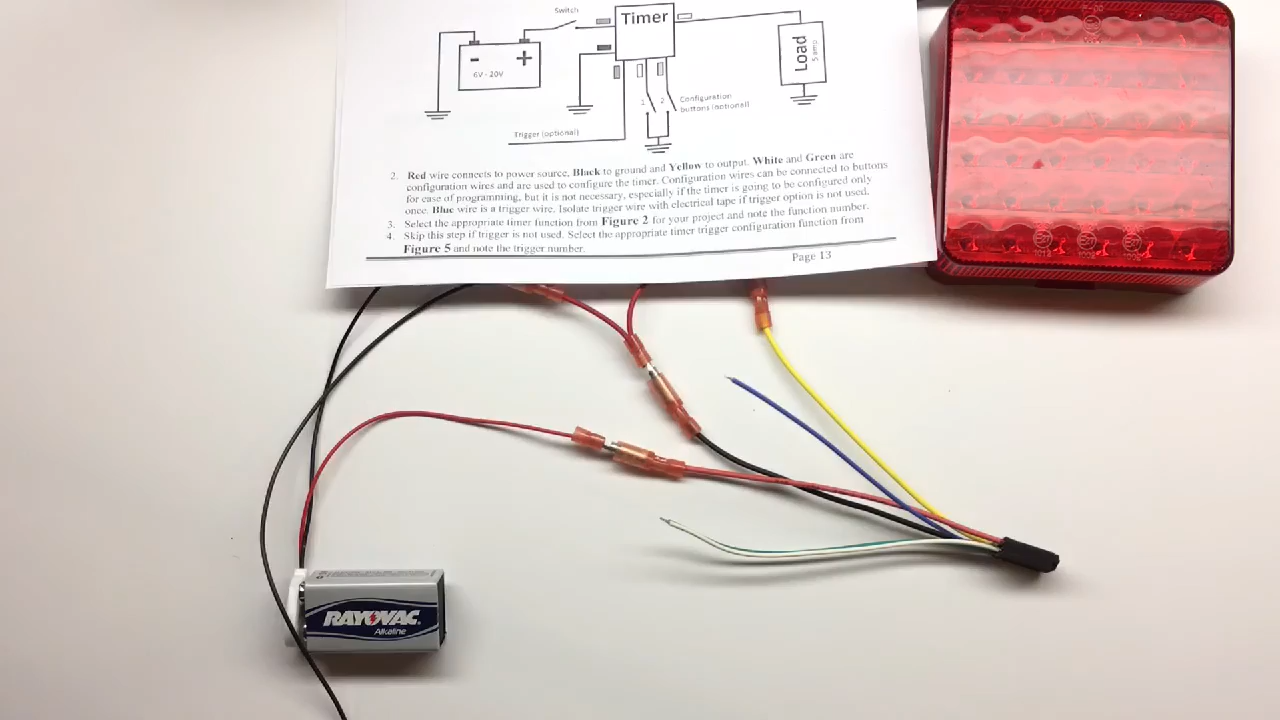 Switch
Timer
- +
6V - 20V
Load
5 amp
1 2 Configuration
buttons (optional)
Trigger (optional)
2. Red wire connects to power source, Black to ground and Yellow to output. White and Green are
configuration wires and are used to configure the timer. Configuration wires can be connected to buttons
for ease of programming, but it is not necessary, especially if the timer is going to be configured only
once. Blue wire is a trigger wire. Isolate trigger wire with electrical tape if trigger option is not used.
3. Select the appropriate timer function from Figure 2 for your project and note the function number.
4. Skip this step if trigger is not used. Select the appropriate timer trigger configuration function from
Figure 5 and note the trigger number.
Page 13
RAYOVAC
Alkaline